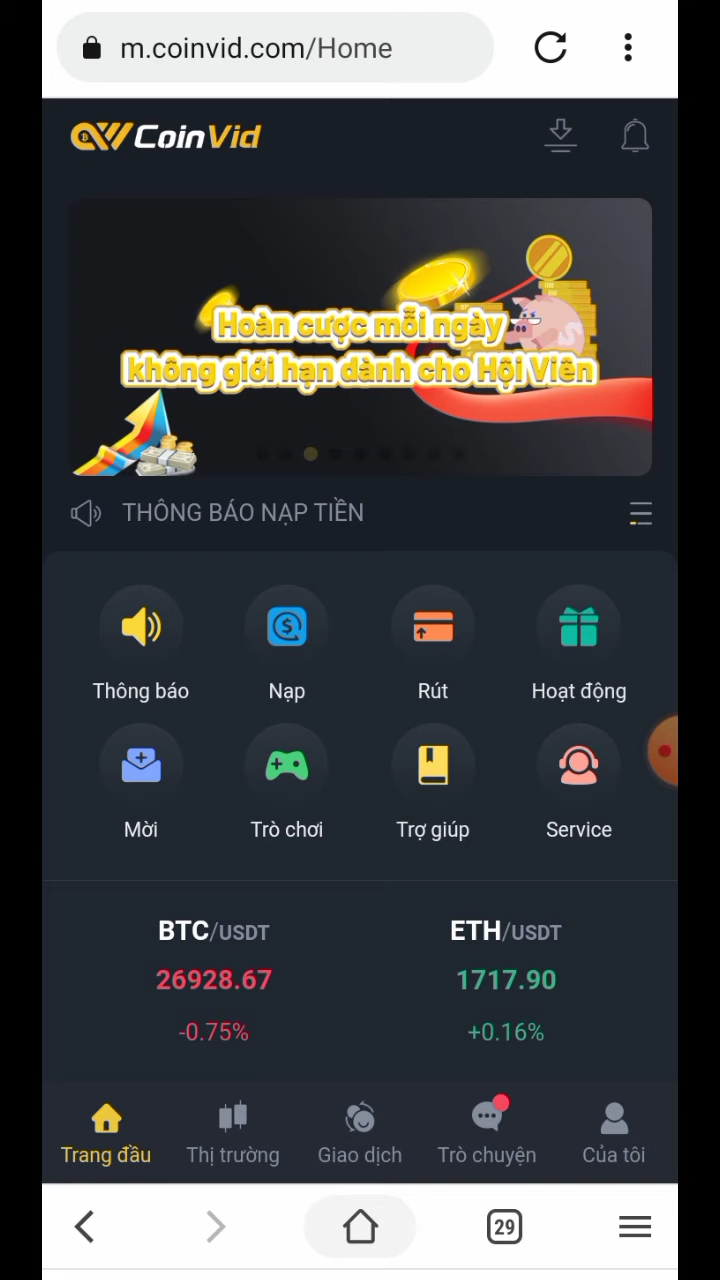 m.coinvid.com/Home
CoinVid
Hoàn cược mỗi ngày
không giới hạn dành cho Hội Viên
THÔNG BÁO NẠP TIỀN
Thông báo
Nạp
Rút
Hoạt động
Mời
Trò chơi
Trợ giúp
Service
BTC/USDT
ETH/USDT
26928.67
1717.90
-0.75%
+0.16%
Trang đầu
Thị trường
Giao dịch
Trò chuyện
Của tôi
29